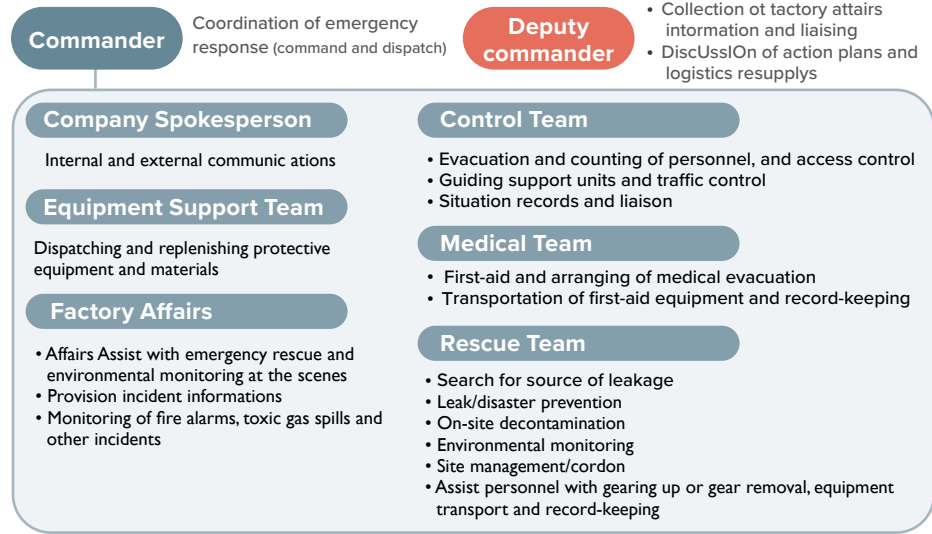 Commander
Coordination of emergency
response (command and dispatch)
Deputy
commander
• Collection ot tactory attairs
intormation and liaising
• DiscUssIOn of action plans and
logistics resupplys
Company Spokesperson
Internal and external communic ations
Equipment Support Team
Dispatching and replenishing protective
equipment and materials
Factory Affairs
• Affairs Assist with emergency rescue and
environmental monitoring at the scenes
• Provision incident informations
• Monitoring of fire alarms, toxic gas spills and
other incidents
Control Team
• Evacuation and counting of personnel, and access control
• Guiding support units and traffic control
• Situation records and liaison
Medical Team
• First-aid and arranging of medical evacuation
• Transportation of first-aid equipment and record-keeping
Rescue Team
• Search for source of leakage
• Leak/disaster prevention
• On-site decontamination
• Environmental monitoring
• Site management/cordon
• Assist personnel with gearing up or gear removal, equipment
transport and record-keeping